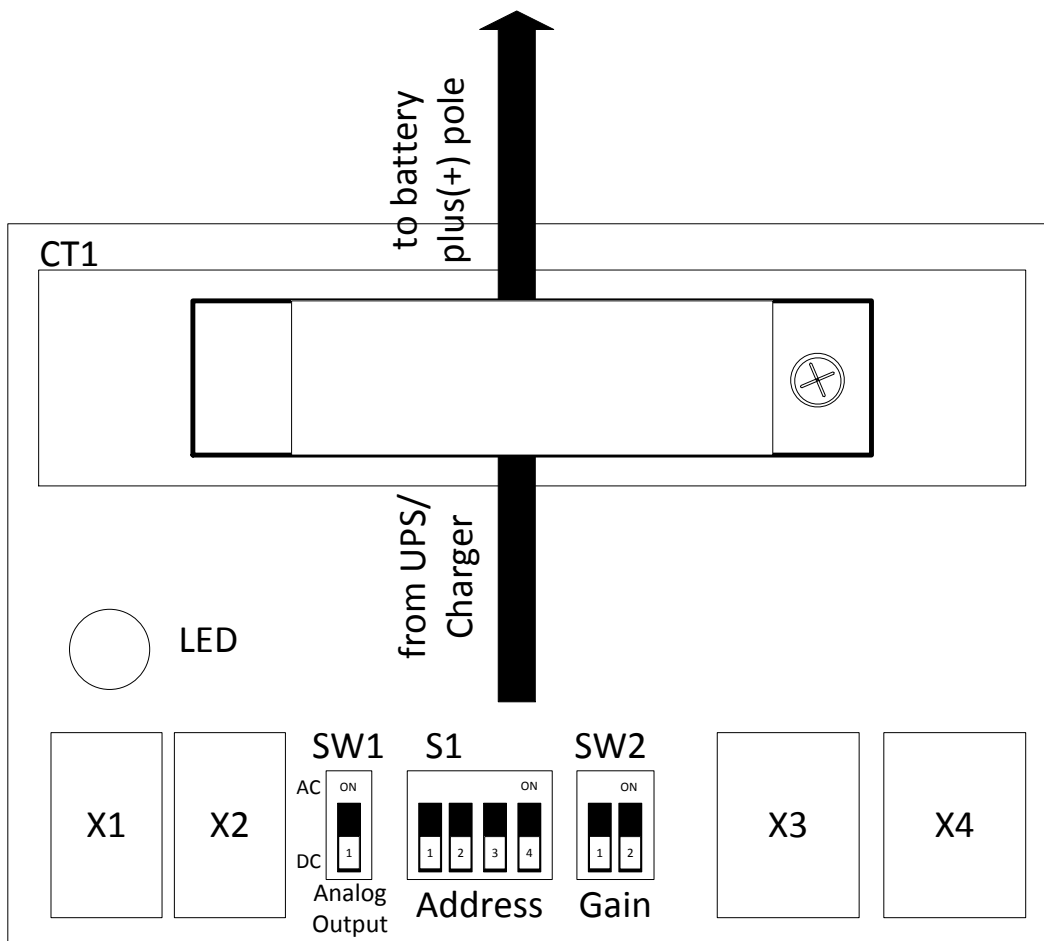 to battery
plus(+) pole
CT1
from UPS/
Charger
LED
SW1
S1
SW2
AC
ON
ON
ON
X1
X2
X3
X4
1
1
2
3
4
1
2
DC
Analog
Output
Address
Gain